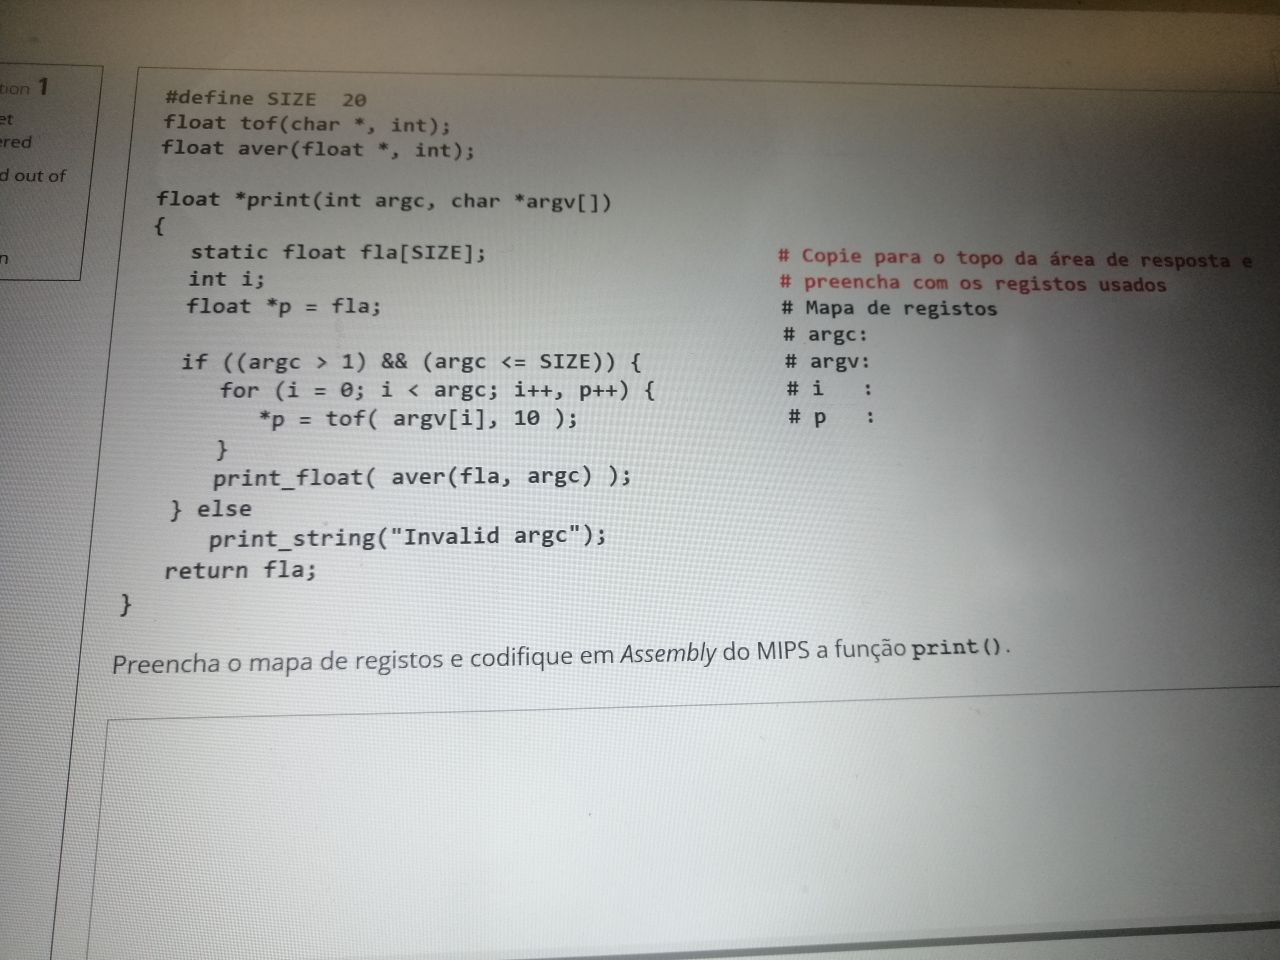 1
#define SIZE 20
float tof(char *, int);
float aver(float *, int);
d out of
float *print(int argc, char *argv[])
{
static float fla[SIZE];
int i;
float *p = fla;
if ((argc > 1) && (argc <= SIZE)) {
for (i = 0; i < argc; i++, p++) {
*p = tof( argv[i], 10 );
}
print_float( aver(fla, argc) );
} else
print_string("Invalid argc");
return fla;
}
# Copie para o topo da área de resposta e
# preencha com os registos usados
# Mapa de registos
# argc:
# argv:
# i :
# p :
Preencha o mapa de registos e codifique em Assembly do MIPS a função print().